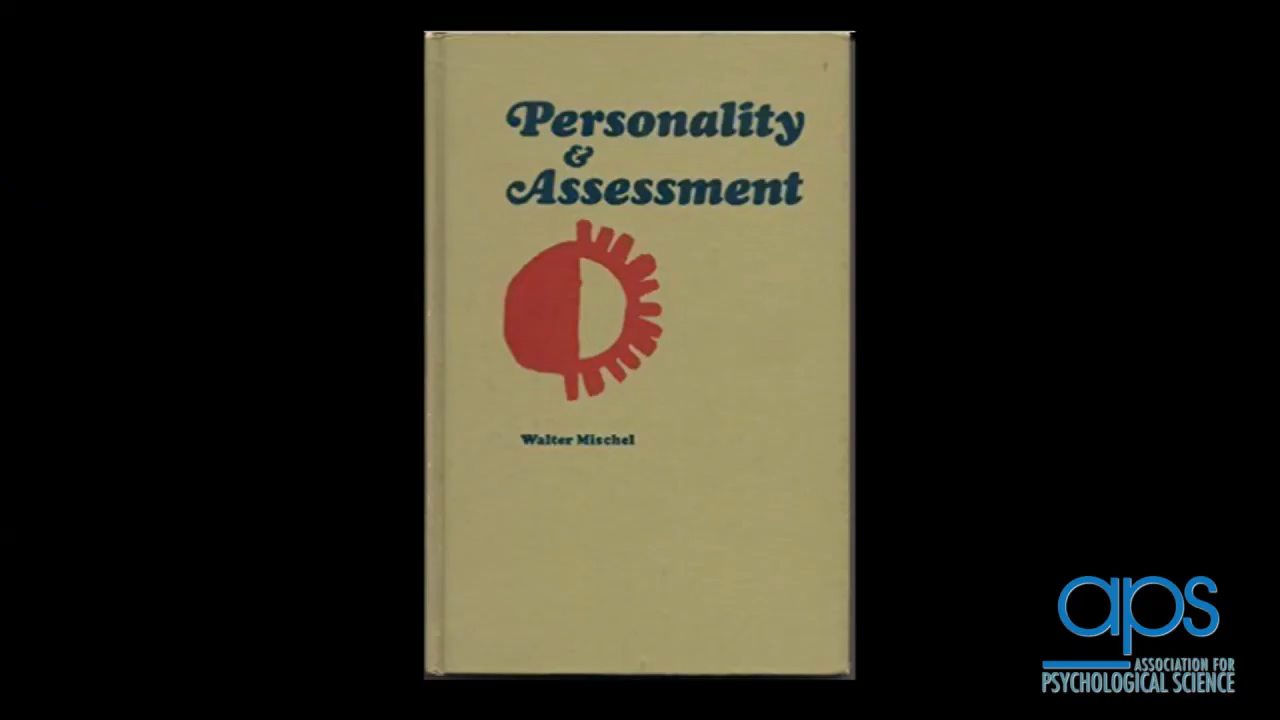 Personality
&
Assessment
Walter Mischel
aps
ASSOCIATION FOR
PSYCHOLOGICAL SCIENCE